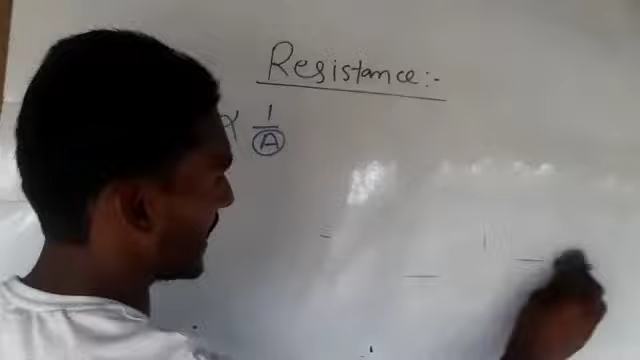 Resistance:-
∝ 1/A